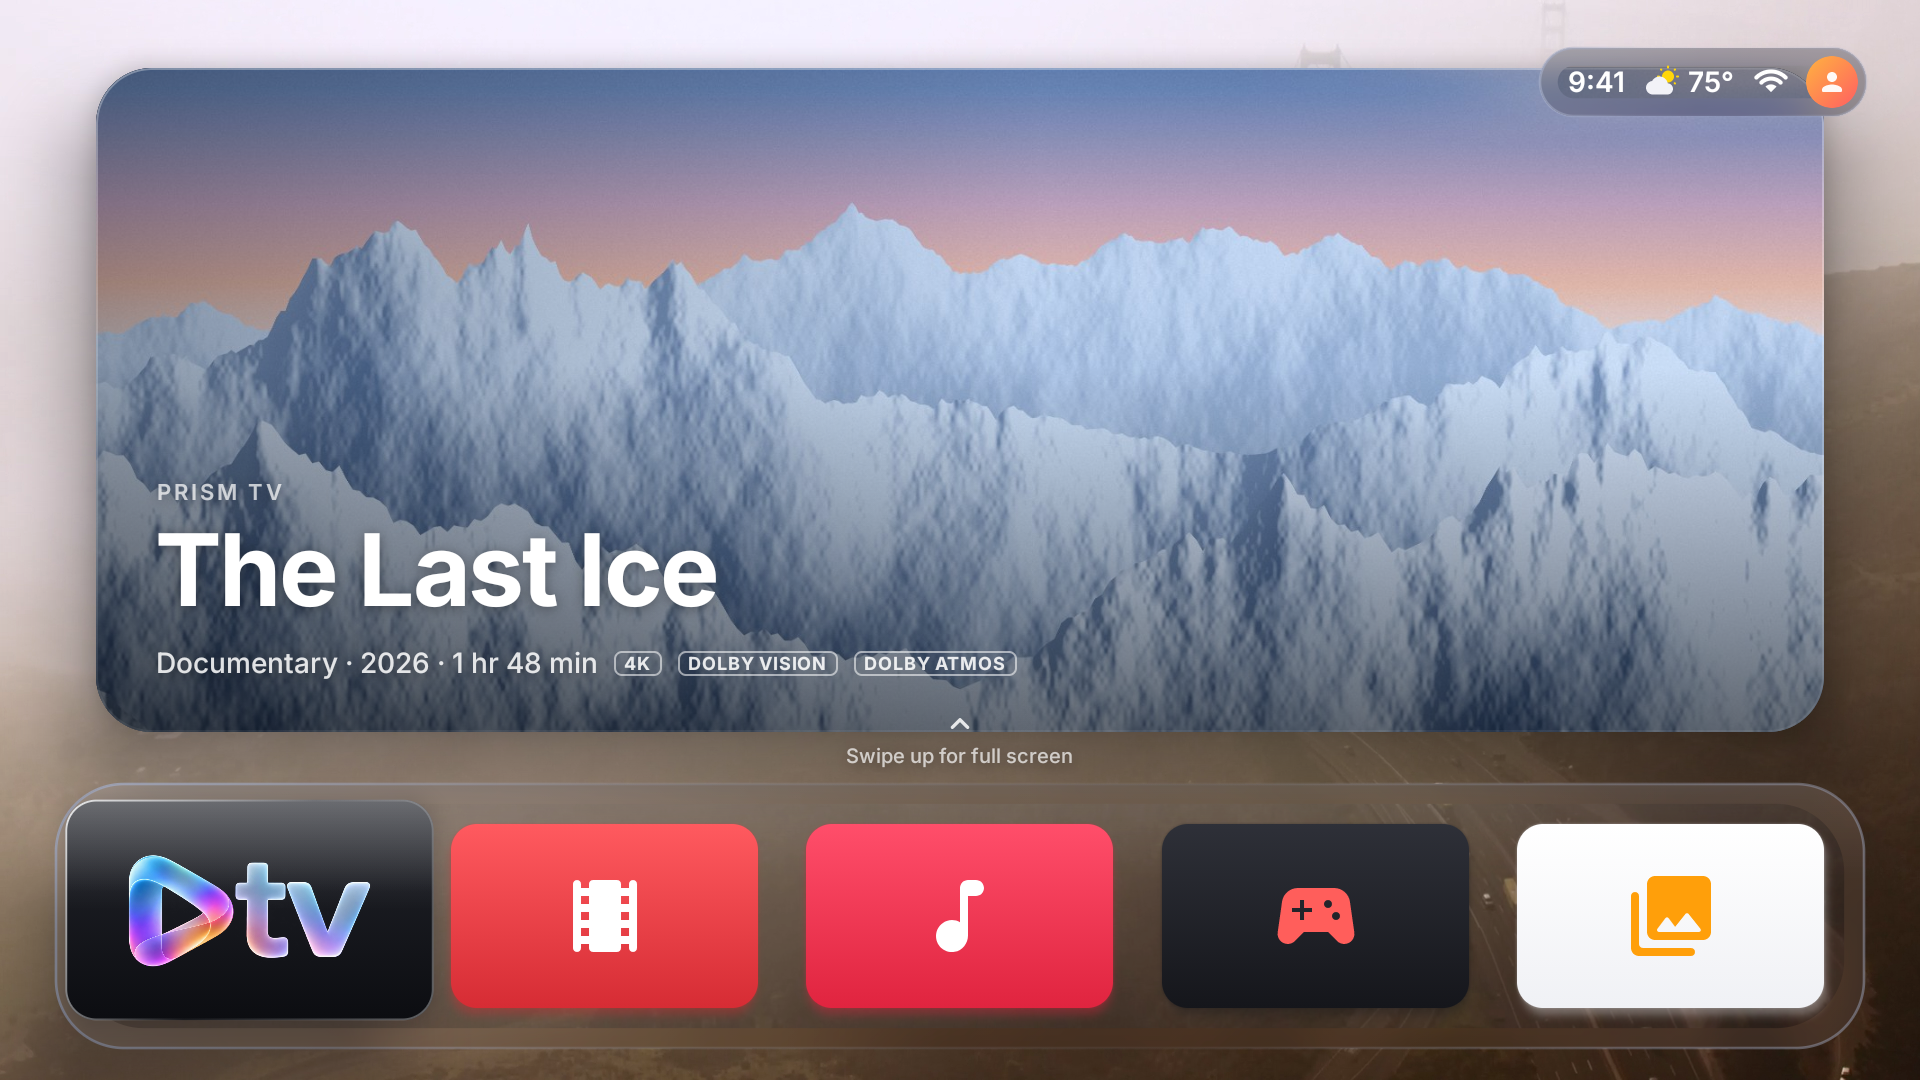 9:41 75°
PRISM TV
The Last Ice
Documentary · 2026 · 1 hr 48 min 4K DOLBY VISION DOLBY ATMOS
Swipe up for full screen
tv